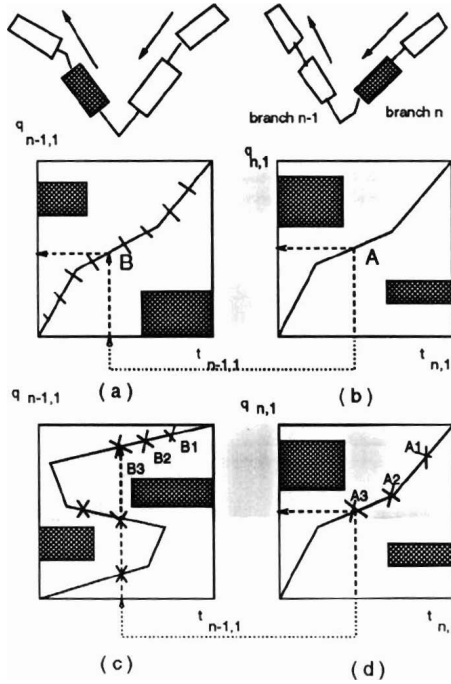 branch n-1 branch n
q n-1,1 q n,1
B A
t n-1,1 t n,1
(a) (b)
q n-1,1 q n,1
B1 B2 B3 A1 A2 A3
t n-1,1 t n,
(c) (d)